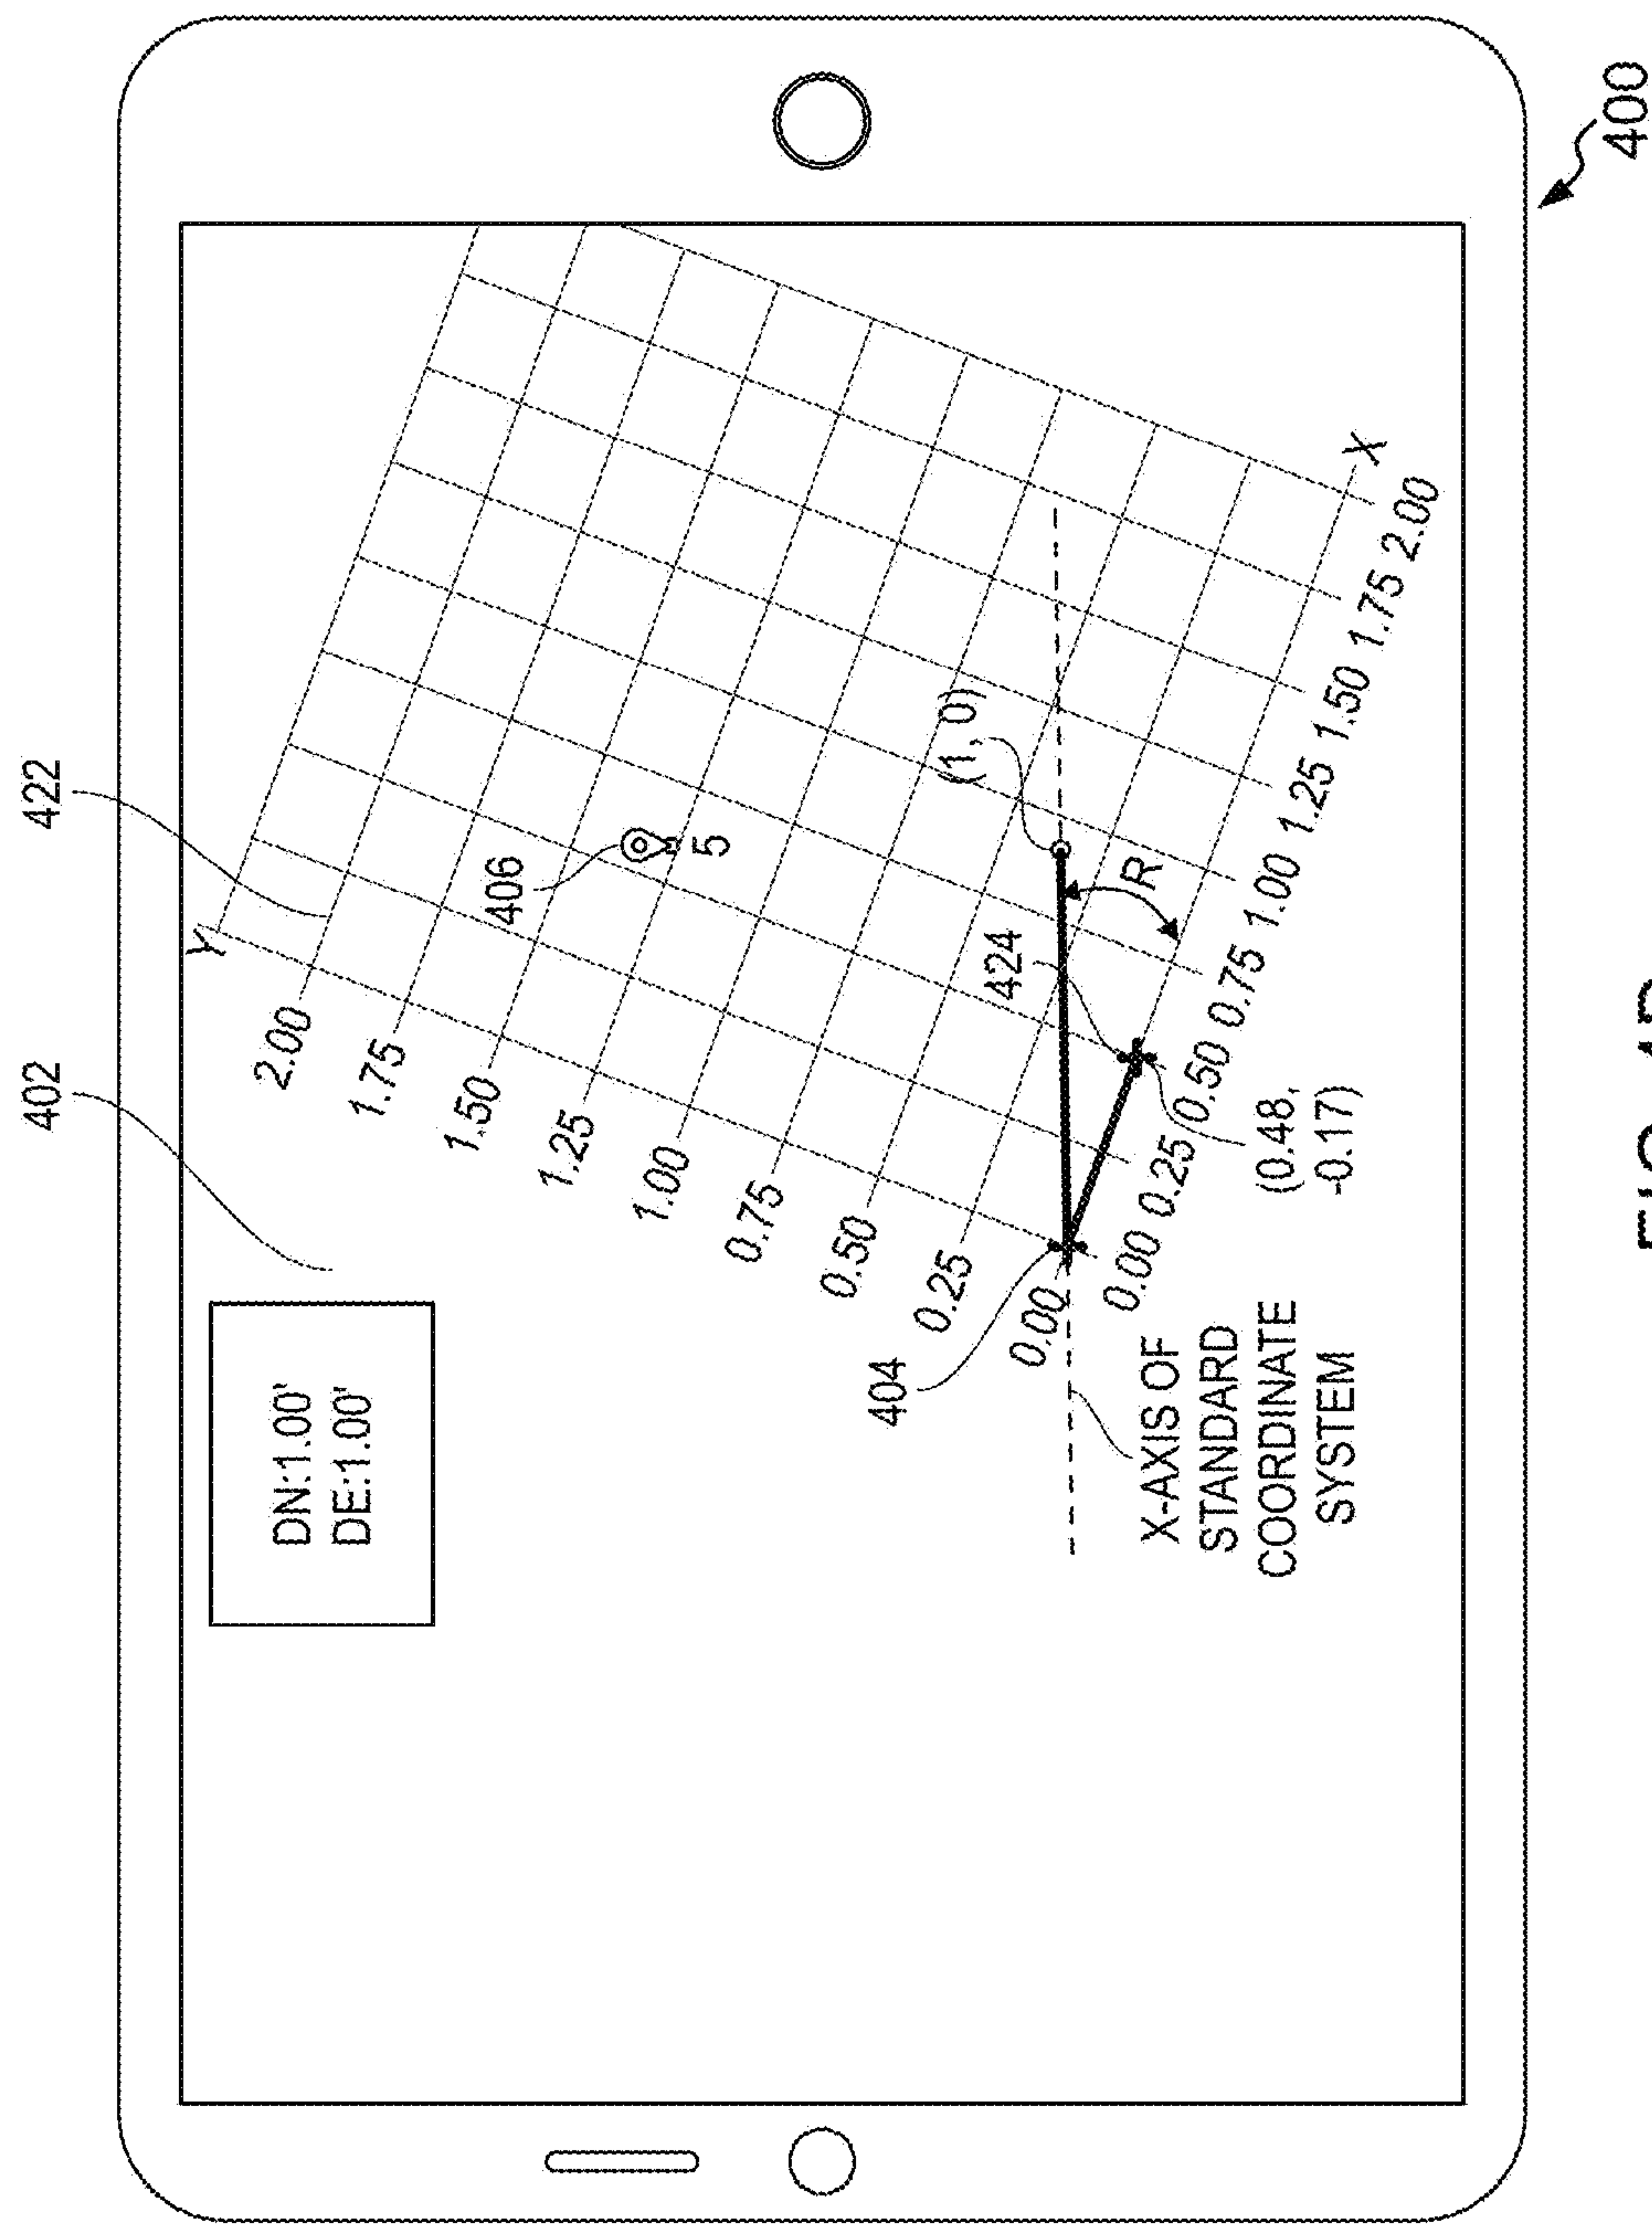 402
422
DN:1.00'
DE:1.00'
Y
2.00
1.75
1.50
1.25
1.00
0.75
0.50
0.25
0.00
406
5
404
424
(1, 0)
R
X
0.00 0.25 0.50 0.75 1.00 1.25 1.50 1.75 2.00
(0.48,
-0.17)
X-AXIS OF
STANDARD
COORDINATE
SYSTEM
400